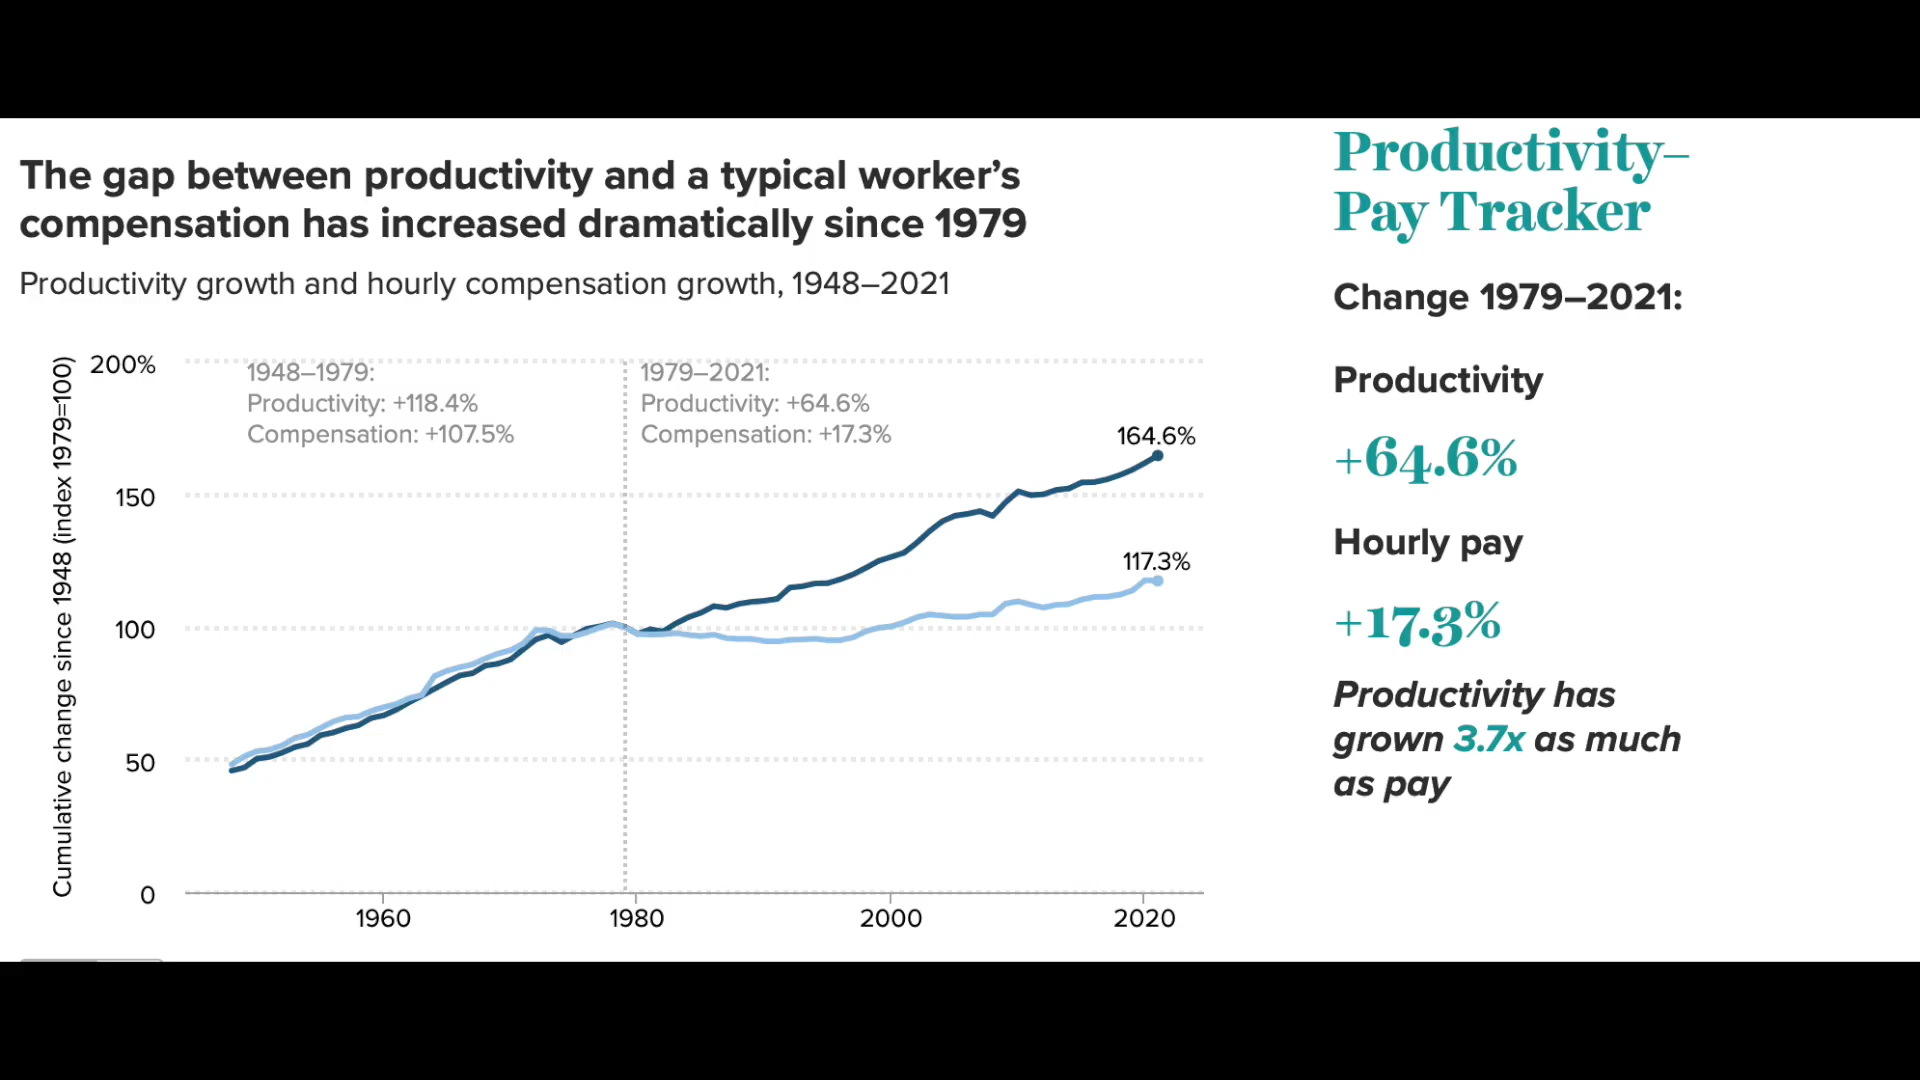 The gap between productivity and a typical worker’s
compensation has increased dramatically since 1979
Productivity growth and hourly compensation growth, 1948–2021
Cumulative change since 1948 (index 1979=100)
200%
150
100
50
0
1948–1979:
Productivity: +118.4%
Compensation: +107.5%
1979–2021:
Productivity: +64.6%
Compensation: +17.3%
164.6%
117.3%
1960
1980
2000
2020
Productivity–
Pay Tracker
Change 1979–2021:
Productivity
+64.6%
Hourly pay
+17.3%
Productivity has
grown 3.7x as much
as pay